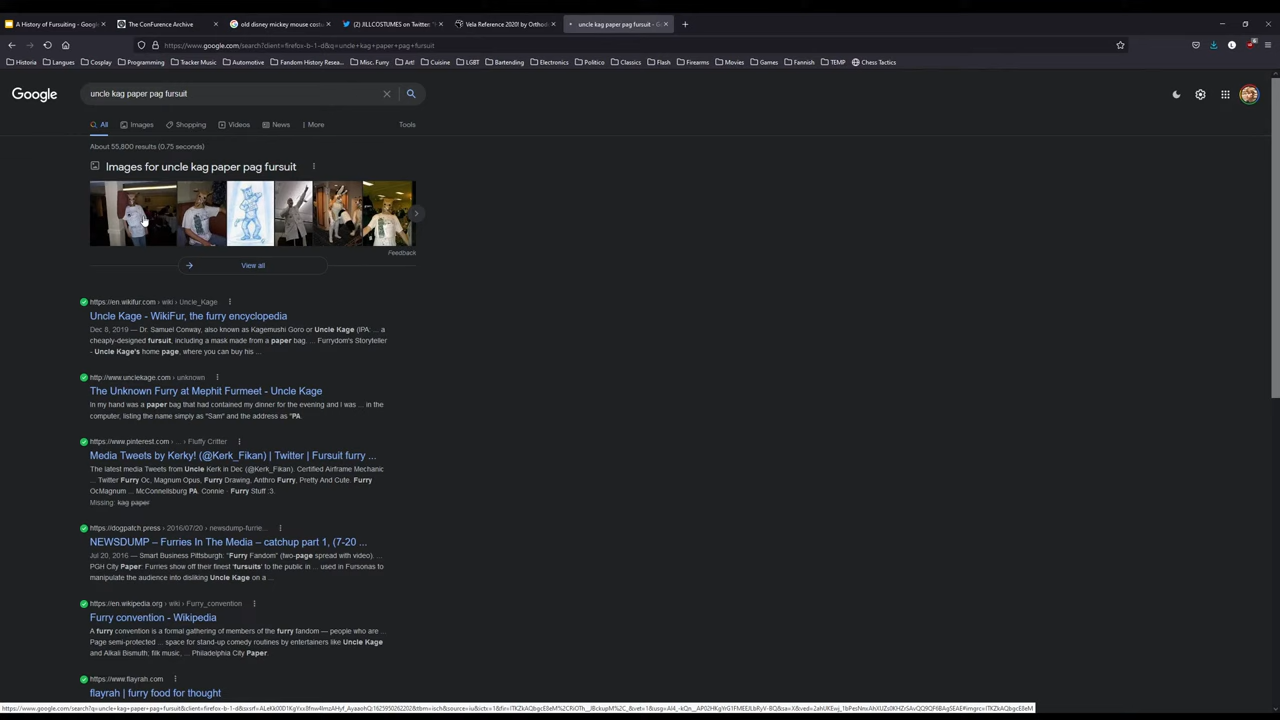 A History of Fursuiting - Goog
The ConFurence Archive
old disney mickey mouse costu
(2) JILLCOSTUMES on Twitter: "
Vela Reference 2020! by Orthodi
uncle kag paper pag fursuit - Go
https://www.google.com/search?client=firefox-b-1-d&q=uncle+kag+paper+pag+fursuit
Historia Langues Cosplay Programming Tracker Music Automotive Fandom History Resea... Misc. Furry Art! Cuisine LGBT Bartending Electronics Politico Classics Flash Firearms Movies Games Fannish TEMP Chess Tactics
Google
uncle kag paper pag fursuit
All Images Shopping Videos News More Tools
About 55,800 results (0.75 seconds)
Images for uncle kag paper pag fursuit
Feedback
View all
https://en.wikifur.com › wiki › Uncle_Kage
Uncle Kage - WikiFur, the furry encyclopedia
Dec 8, 2019 — Dr. Samuel Conway, also known as Kagemushi Goro or Uncle Kage (IPA: ... a
cheaply-designed fursuit, including a mask made from a paper bag. ... Furrydom's Storyteller
- Uncle Kage's home page, where you can buy his ...
http://www.unclekage.com › unknown
The Unknown Furry at Mephit Furmeet - Uncle Kage
In my hand was a paper bag that had contained my dinner for the evening and I was ... in the
computer, listing the name simply as "Sam" and the address as "PA.
https://www.pinterest.com › ... › Fluffy Critter
Media Tweets by Kerky! (@Kerk_Fikan) | Twitter | Fursuit furry ...
The latest media Tweets from Uncle Kerk in Dec (@Kerk_Fikan). Certified Airframe Mechanic
... Twitter Furry Oc, Magnum Opus, Furry Drawing, Anthro Furry, Pretty And Cute. Furry
OcMagnum ... McConnellsburg PA. Connie · Furry Stuff :3.
Missing: kag paper
https://dogpatch.press › 2016/07/20 › newsdump-furrie...
NEWSDUMP – Furries In The Media – catchup part 1, (7-20 ...
Jul 20, 2016 — Smart Business Pittsburgh: "Furry Fandom" (two-page spread with video). ...
PGH City Paper: Furries show off their finest 'fursuits' to the public in ... used in Fursonas to
manipulate the audience into disliking Uncle Kage on a ...
https://en.wikipedia.org › wiki › Furry_convention
Furry convention - Wikipedia
A furry convention is a formal gathering of members of the furry fandom — people who are ...
Page semi-protected ... space for stand-up comedy routines by entertainers like Uncle Kage
and Alkali Bismuth, filk music, ... Philadelphia City Paper.
https://www.flayrah.com
flayrah | furry food for thought